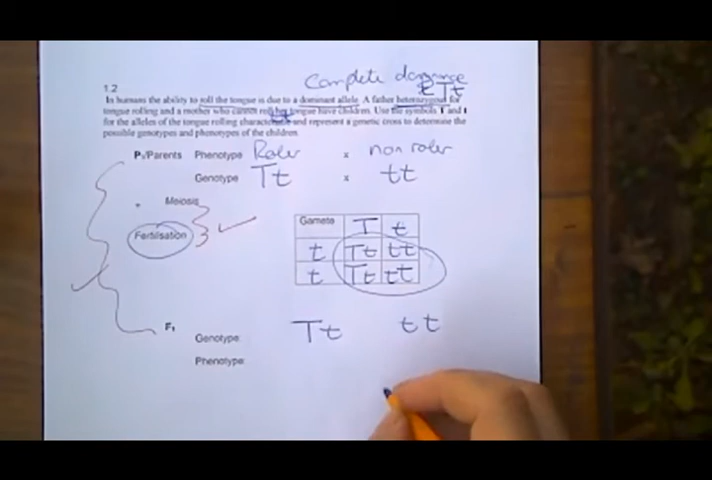 Complete
1.2 Tt
In humans the ability to roll the tongue is due to a dominant allele. A father heterozygous for
tongue rolling and a mother who cannot roll her tongue have children. Use the symbols T and t
for the alleles of the tongue rolling characteristic and represent a genetic cross to determine the
possible genotypes and phenotypes of the children.
P₁/Parents Phenotype Roller x non roller
Genotype Tt x tt
Meiosis
Gamete T t
Fertilisation t Tt tt
t Tt tt
F₁
Genotype: Tt tt
Phenotype: